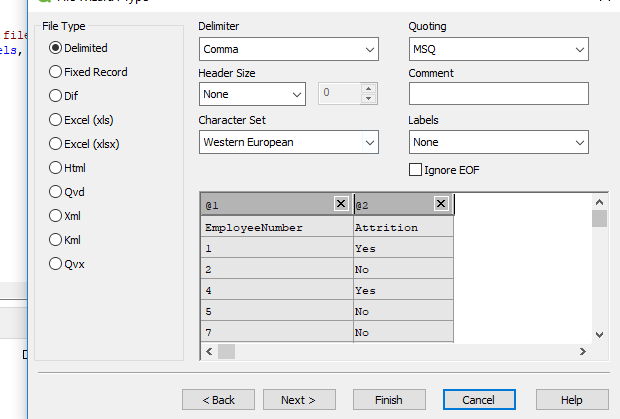 File Type
Delimited
Fixed Record
Dif
Excel (xls)
Excel (xlsx)
Html
Qvd
Xml
Kml
Qvx
Delimiter
Comma
Quoting
MSQ
Header Size
None
0
Comment
Character Set
Western European
Labels
None
Ignore EOF
@1 @2
EmployeeNumber Attrition
1 Yes
2 No
4 Yes
5 No
7 No
< Back Next > Finish Cancel Help
file
els,